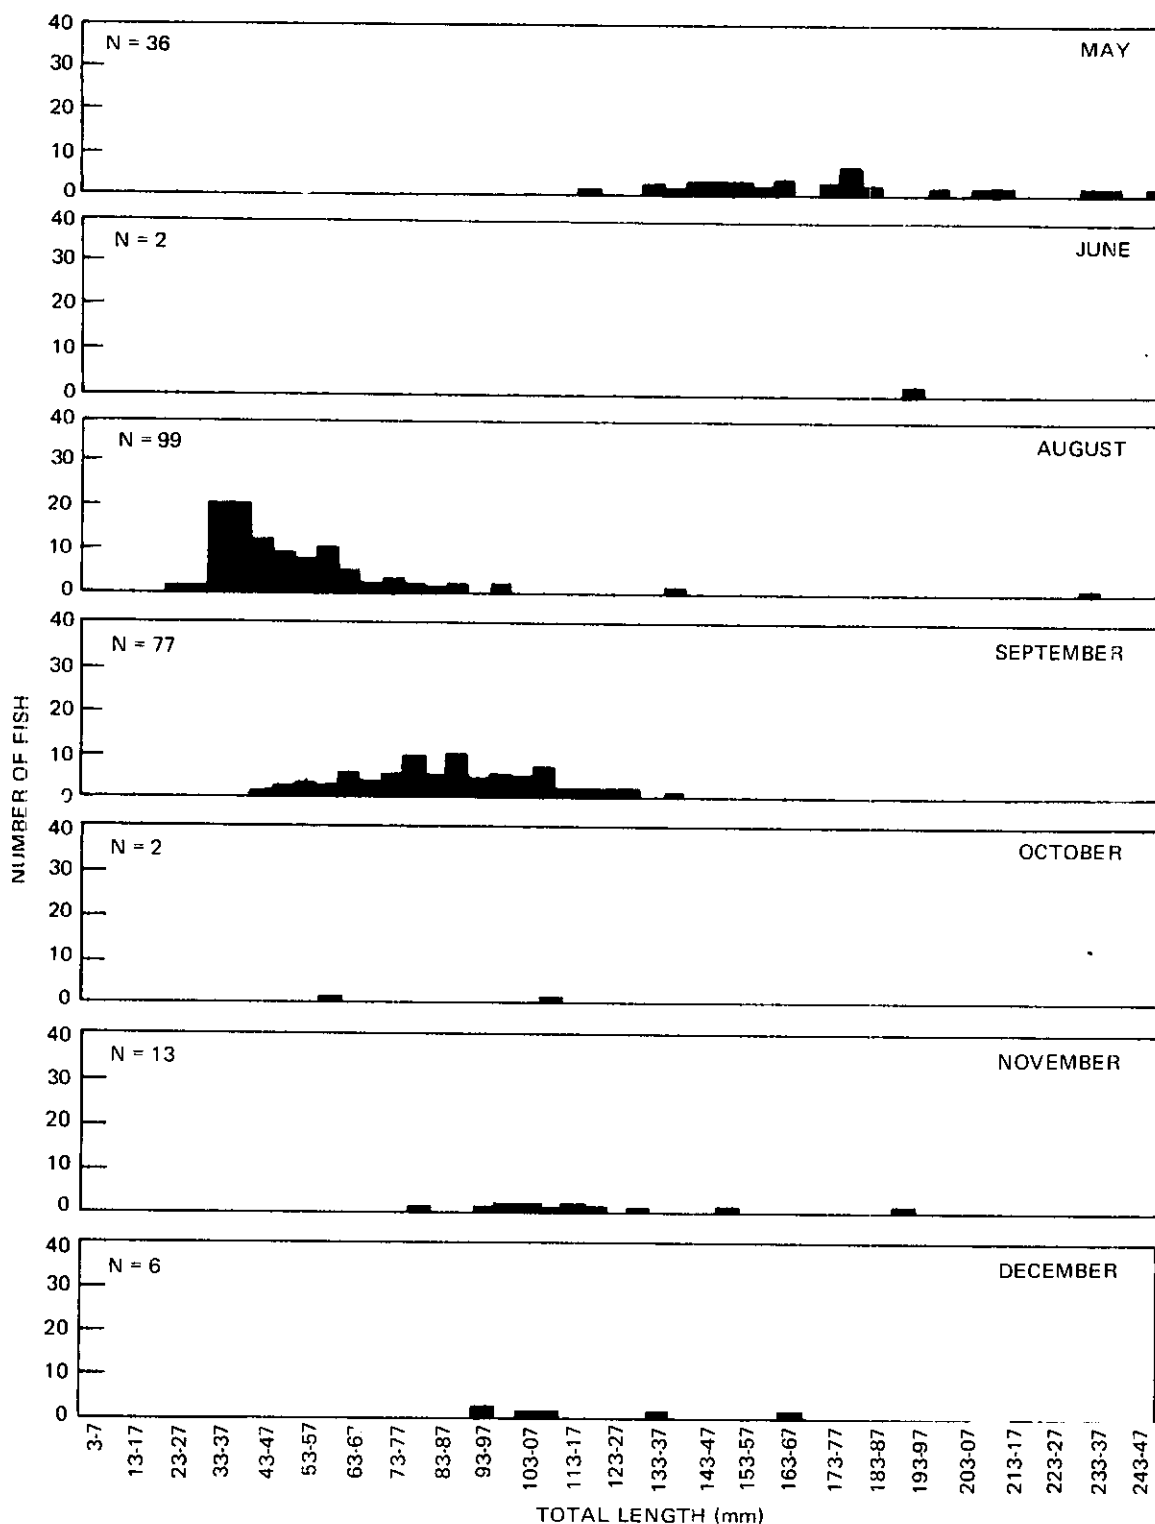 40
N = 36
MAY
30
20
10
0
40
N = 2
JUNE
30
20
10
0
40
N = 99
AUGUST
30
20
10
0
40
N = 77
SEPTEMBER
30
20
10
0
40
N = 2
OCTOBER
30
20
10
0
40
N = 13
NOVEMBER
30
20
10
0
40
N = 6
DECEMBER
30
20
10
0
NUMBER OF FISH
3-7 13-17 23-27 33-37 43-47 53-57 63-67 73-77 83-87 93-97 103-07 113-17 123-27 133-37 143-47 153-57 163-67 173-77 183-87 193-97 203-07 213-17 223-27 233-37 243-47
TOTAL LENGTH (mm)